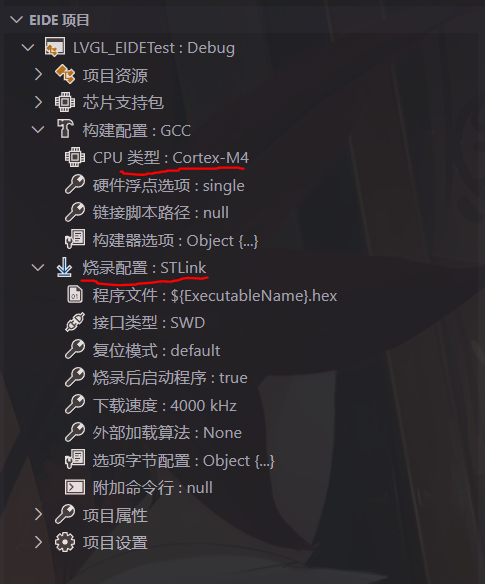 EIDE 项目
LVGL_EIDETest : Debug
项目资源
芯片支持包
构建配置 : GCC
CPU 类型 : Cortex-M4
硬件浮点选项 : single
链接脚本路径 : null
构建器选项 : Object {...}
烧录配置 : STLink
程序文件 : ${ExecutableName}.hex
接口类型 : SWD
复位模式 : default
烧录后启动程序 : true
下载速度 : 4000 kHz
外部加载算法 : None
选项字节配置 : Object {...}
附加命令行 : null
项目属性
项目设置